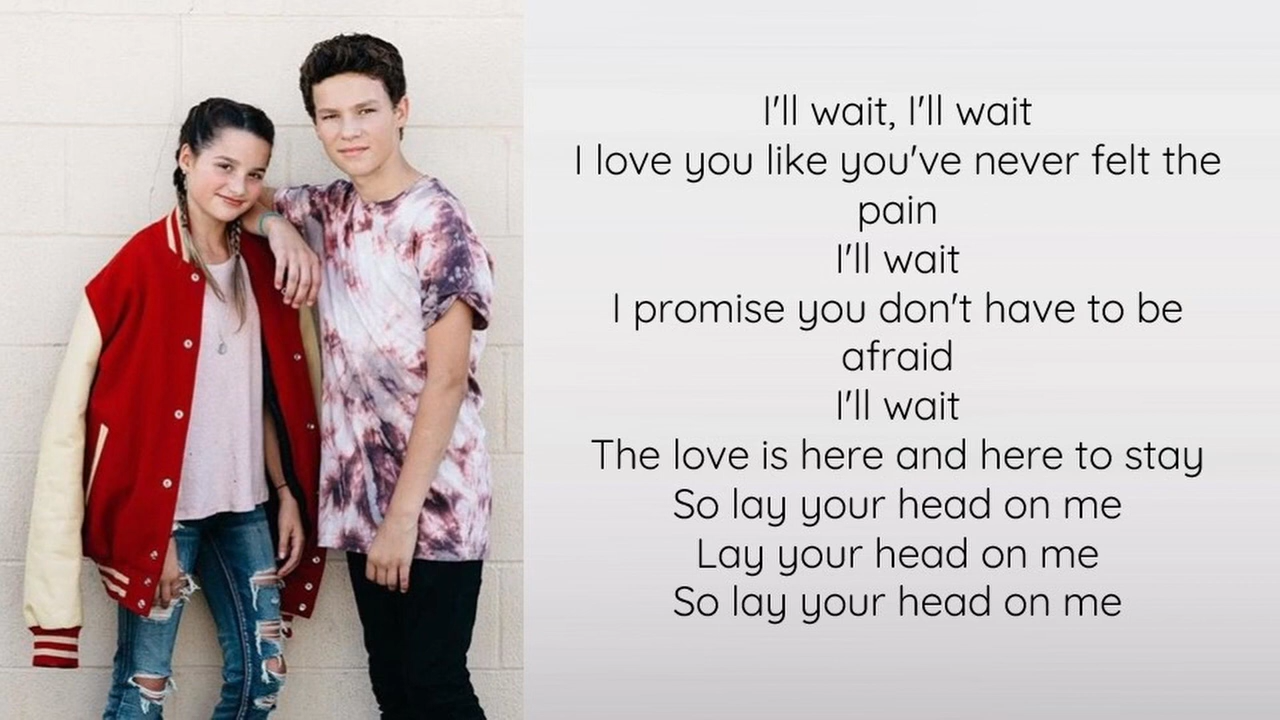 I'll wait, I'll wait
I love you like you've never felt the
pain
I'll wait
I promise you don't have to be
afraid
I'll wait
The love is here and here to stay
So lay your head on me
Lay your head on me
So lay your head on me